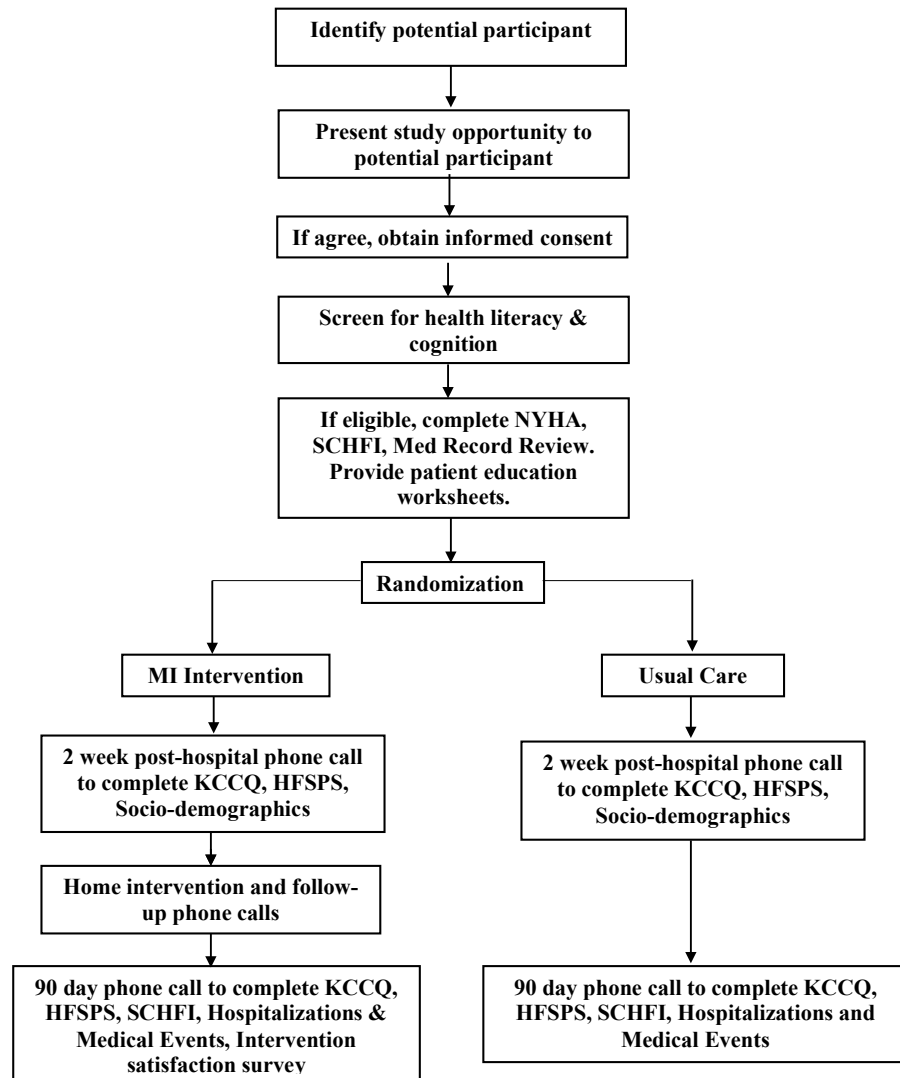 Identify potential participant
Present study opportunity to
potential participant
If agree, obtain informed consent
Screen for health literacy &
cognition
If eligible, complete NYHA,
SCHFI, Med Record Review.
Provide patient education
worksheets.
Randomization
MI Intervention
2 week post-hospital phone call
to complete KCCQ, HFSPS,
Socio-demographics
Home intervention and follow-
up phone calls
90 day phone call to complete KCCQ,
HFSPS, SCHFI, Hospitalizations &
Medical Events, Intervention
satisfaction survey
Usual Care
2 week post-hospital phone call
to complete KCCQ, HFSPS,
Socio-demographics
90 day phone call to complete KCCQ,
HFSPS, SCHFI, Hospitalizations and
Medical Events